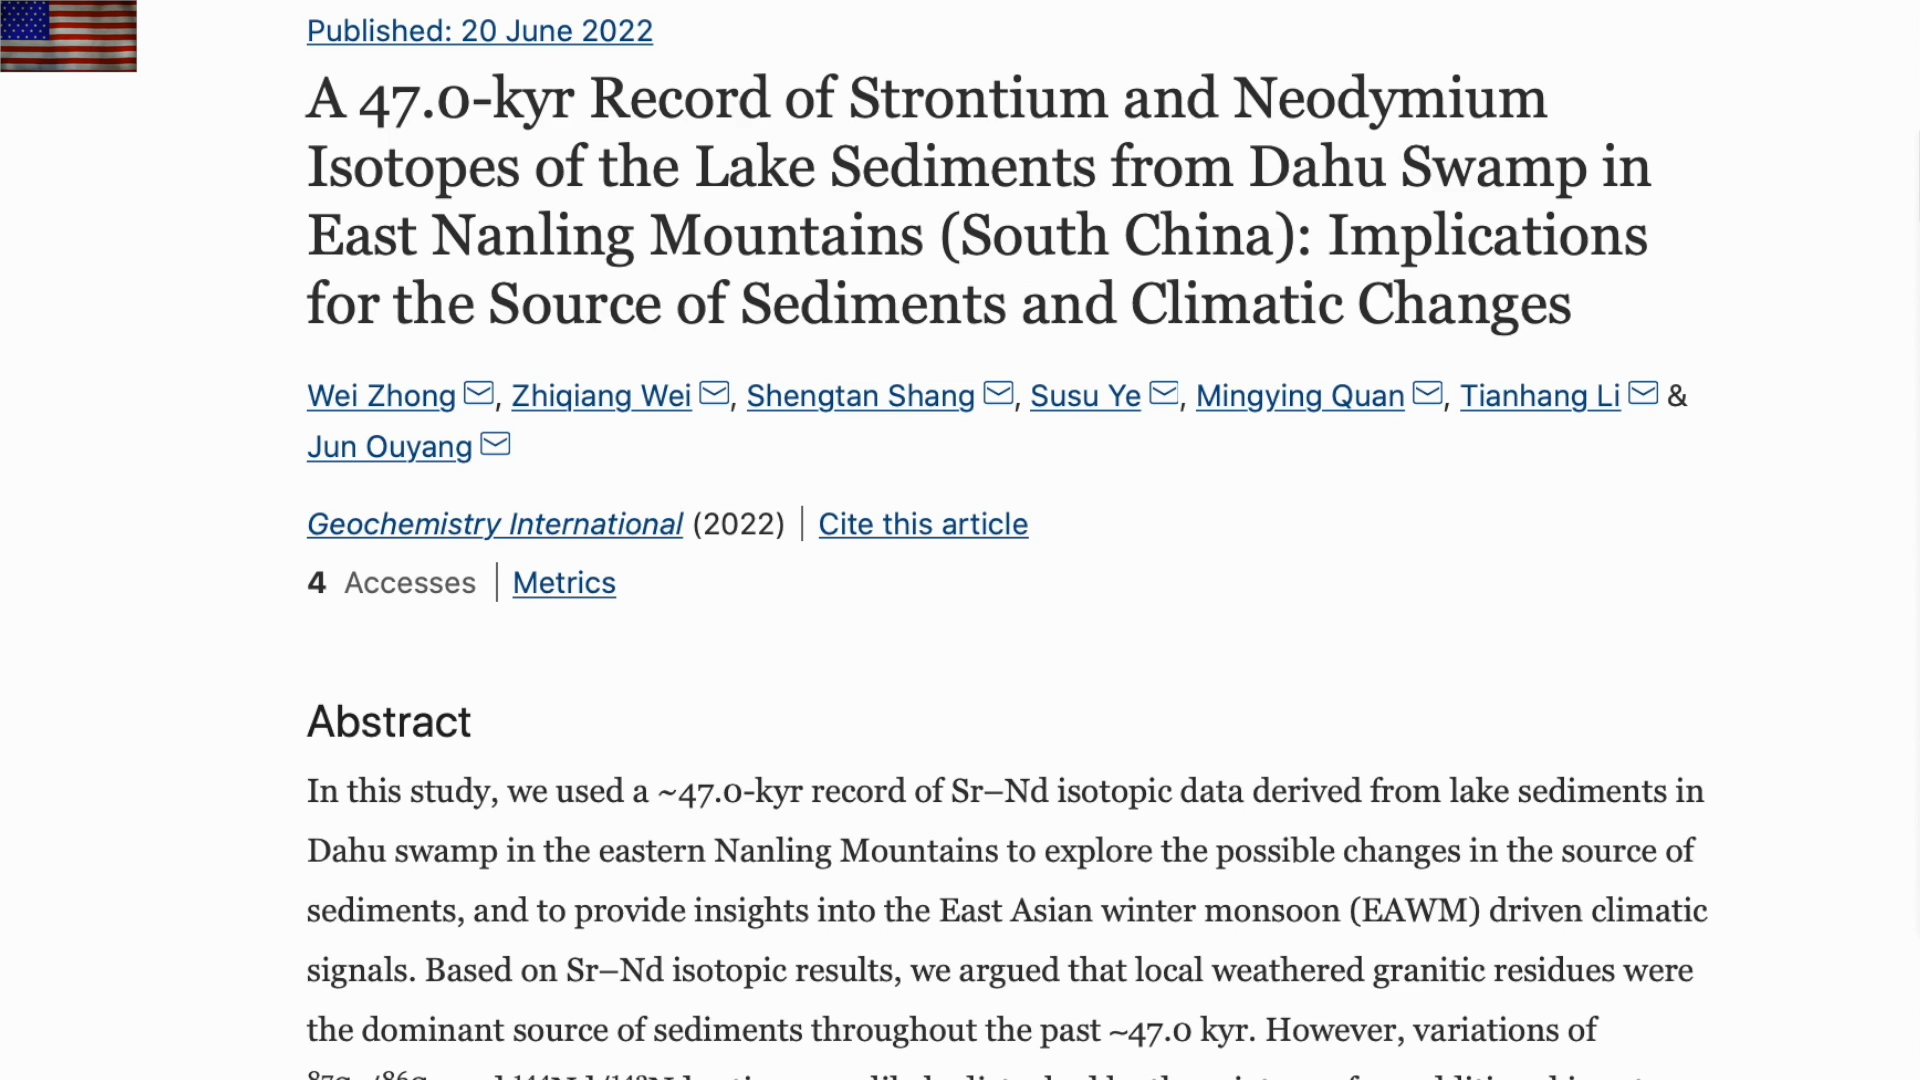 Published: 20 June 2022
A 47.0-kyr Record of Strontium and Neodymium
Isotopes of the Lake Sediments from Dahu Swamp in
East Nanling Mountains (South China): Implications
for the Source of Sediments and Climatic Changes
Wei Zhong, Zhiqiang Wei, Shengtan Shang, Susu Ye, Mingying Quan, Tianhang Li &
Jun Ouyang
Geochemistry International (2022) | Cite this article
4 Accesses | Metrics
Abstract
In this study, we used a ~47.0-kyr record of Sr–Nd isotopic data derived from lake sediments in
Dahu swamp in the eastern Nanling Mountains to explore the possible changes in the source of
sediments, and to provide insights into the East Asian winter monsoon (EAWM) driven climatic
signals. Based on Sr–Nd isotopic results, we argued that local weathered granitic residues were
the dominant source of sediments throughout the past ~47.0 kyr. However, variations of